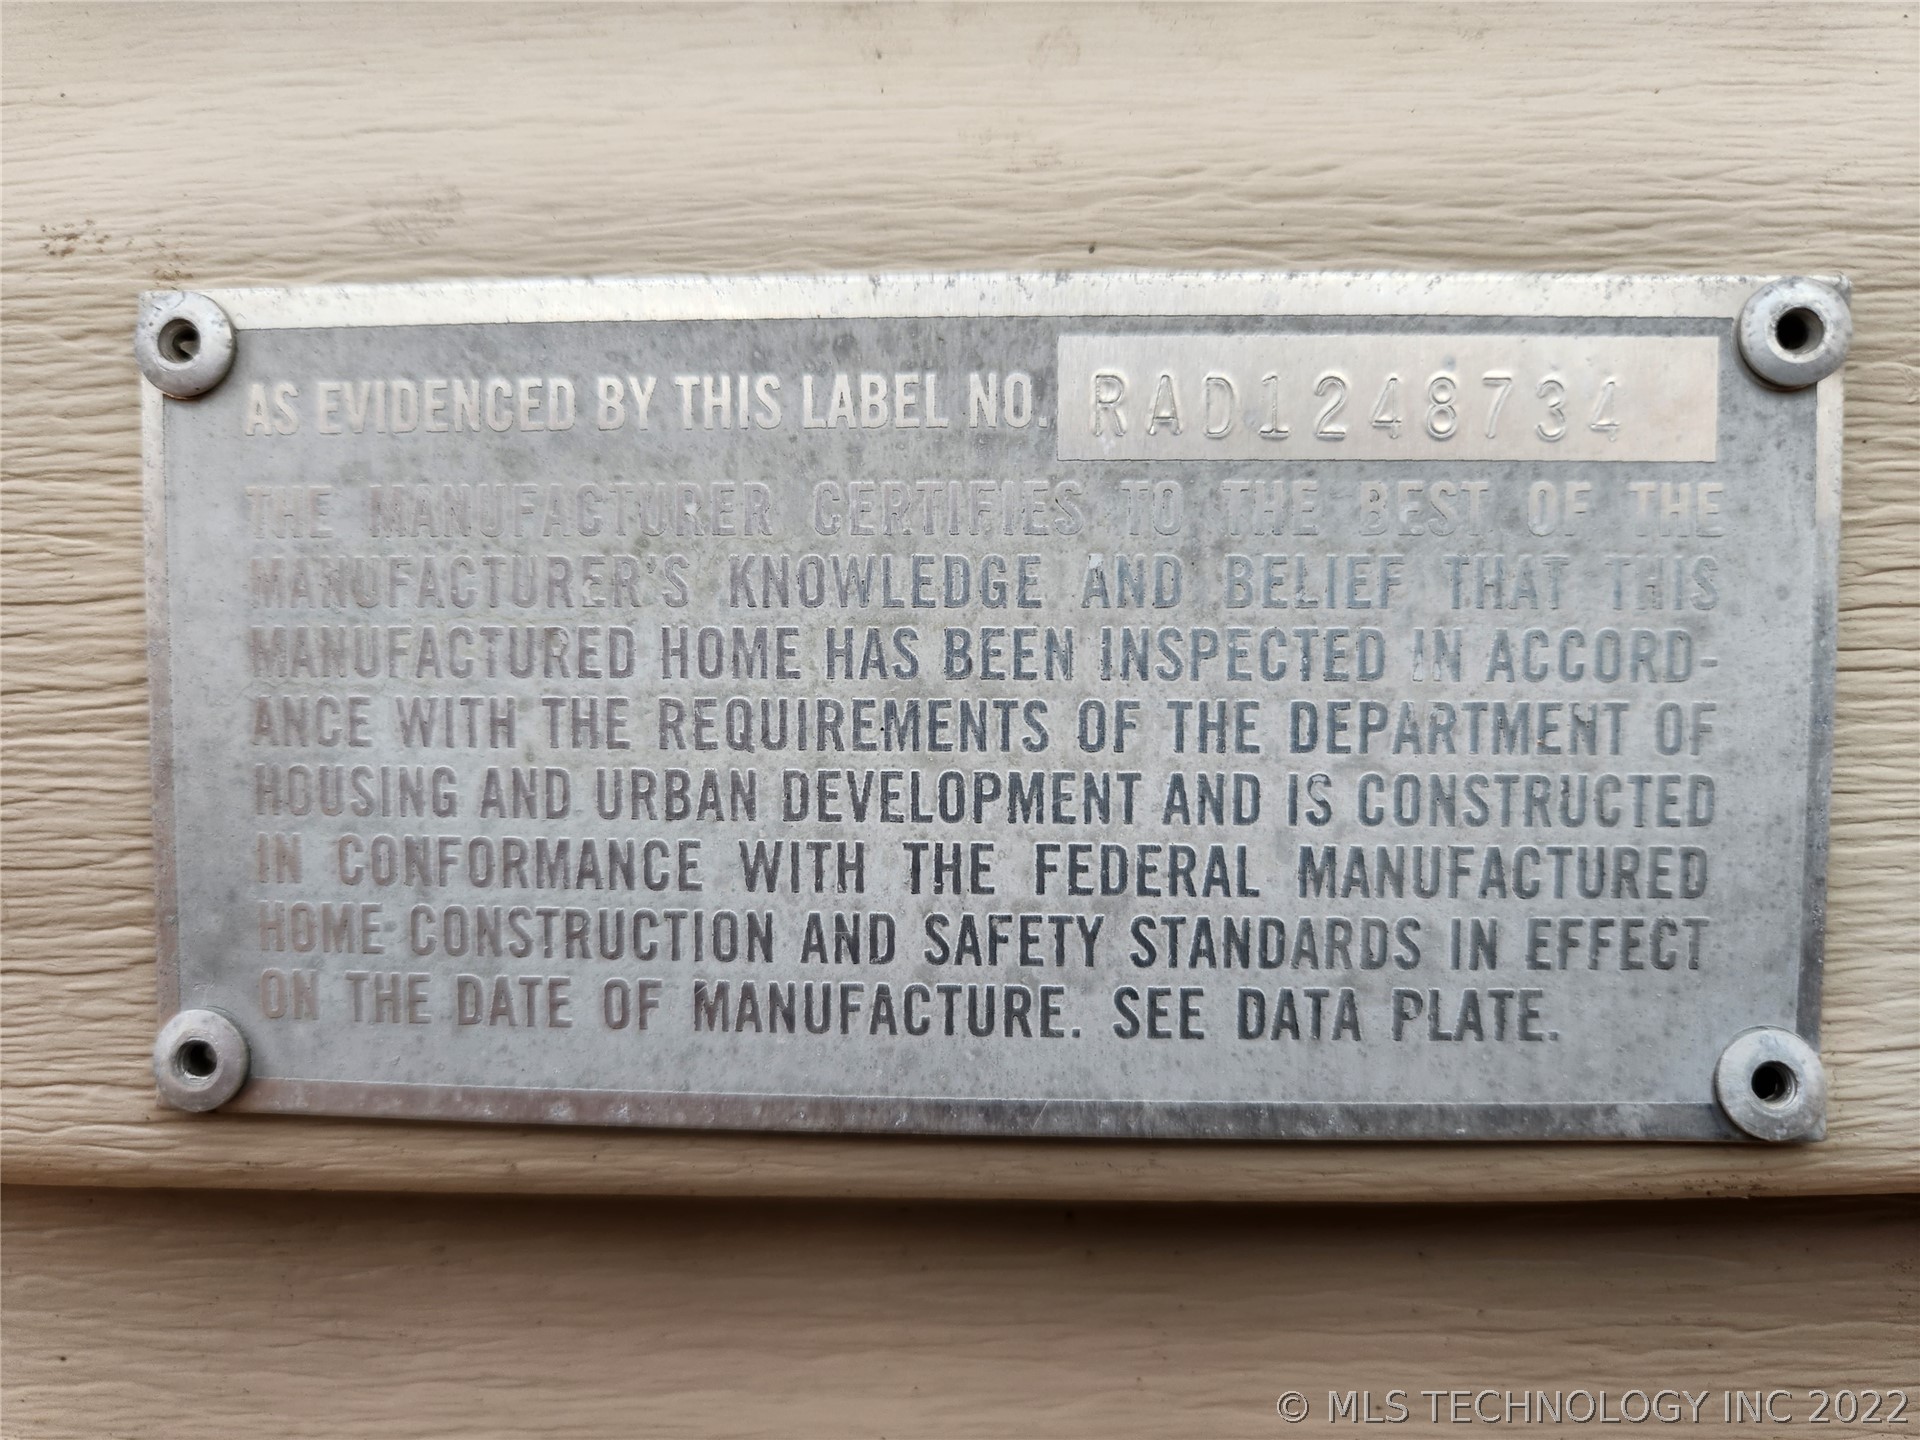 AS EVIDENCED BY THIS LABEL NO. RAD1248734
THE MANUFACTURER CERTIFIES TO THE BEST OF THE
MANUFACTURER'S KNOWLEDGE AND BELIEF THAT THIS
MANUFACTURED HOME HAS BEEN INSPECTED IN ACCORD-
ANCE WITH THE REQUIREMENTS OF THE DEPARTMENT OF
HOUSING AND URBAN DEVELOPMENT AND IS CONSTRUCTED
IN CONFORMANCE WITH THE FEDERAL MANUFACTURED
HOME CONSTRUCTION AND SAFETY STANDARDS IN EFFECT
ON THE DATE OF MANUFACTURE. SEE DATA PLATE.
© MLS TECHNOLOGY INC 2022